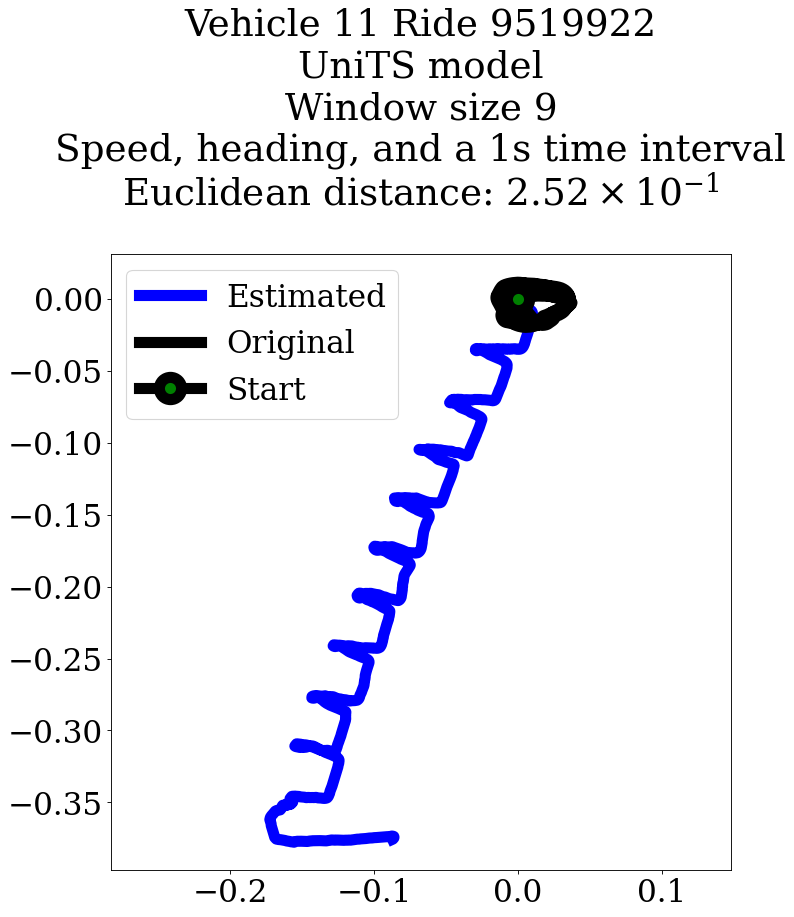 Vehicle 11 Ride 9519922
UniTS model
Window size 9
Speed, heading, and a 1s time interval
Euclidean distance: 2.52 × 10⁻¹
Estimated
Original
Start
0.00
−0.05
−0.10
−0.15
−0.20
−0.25
−0.30
−0.35
−0.2
−0.1
0.0
0.1